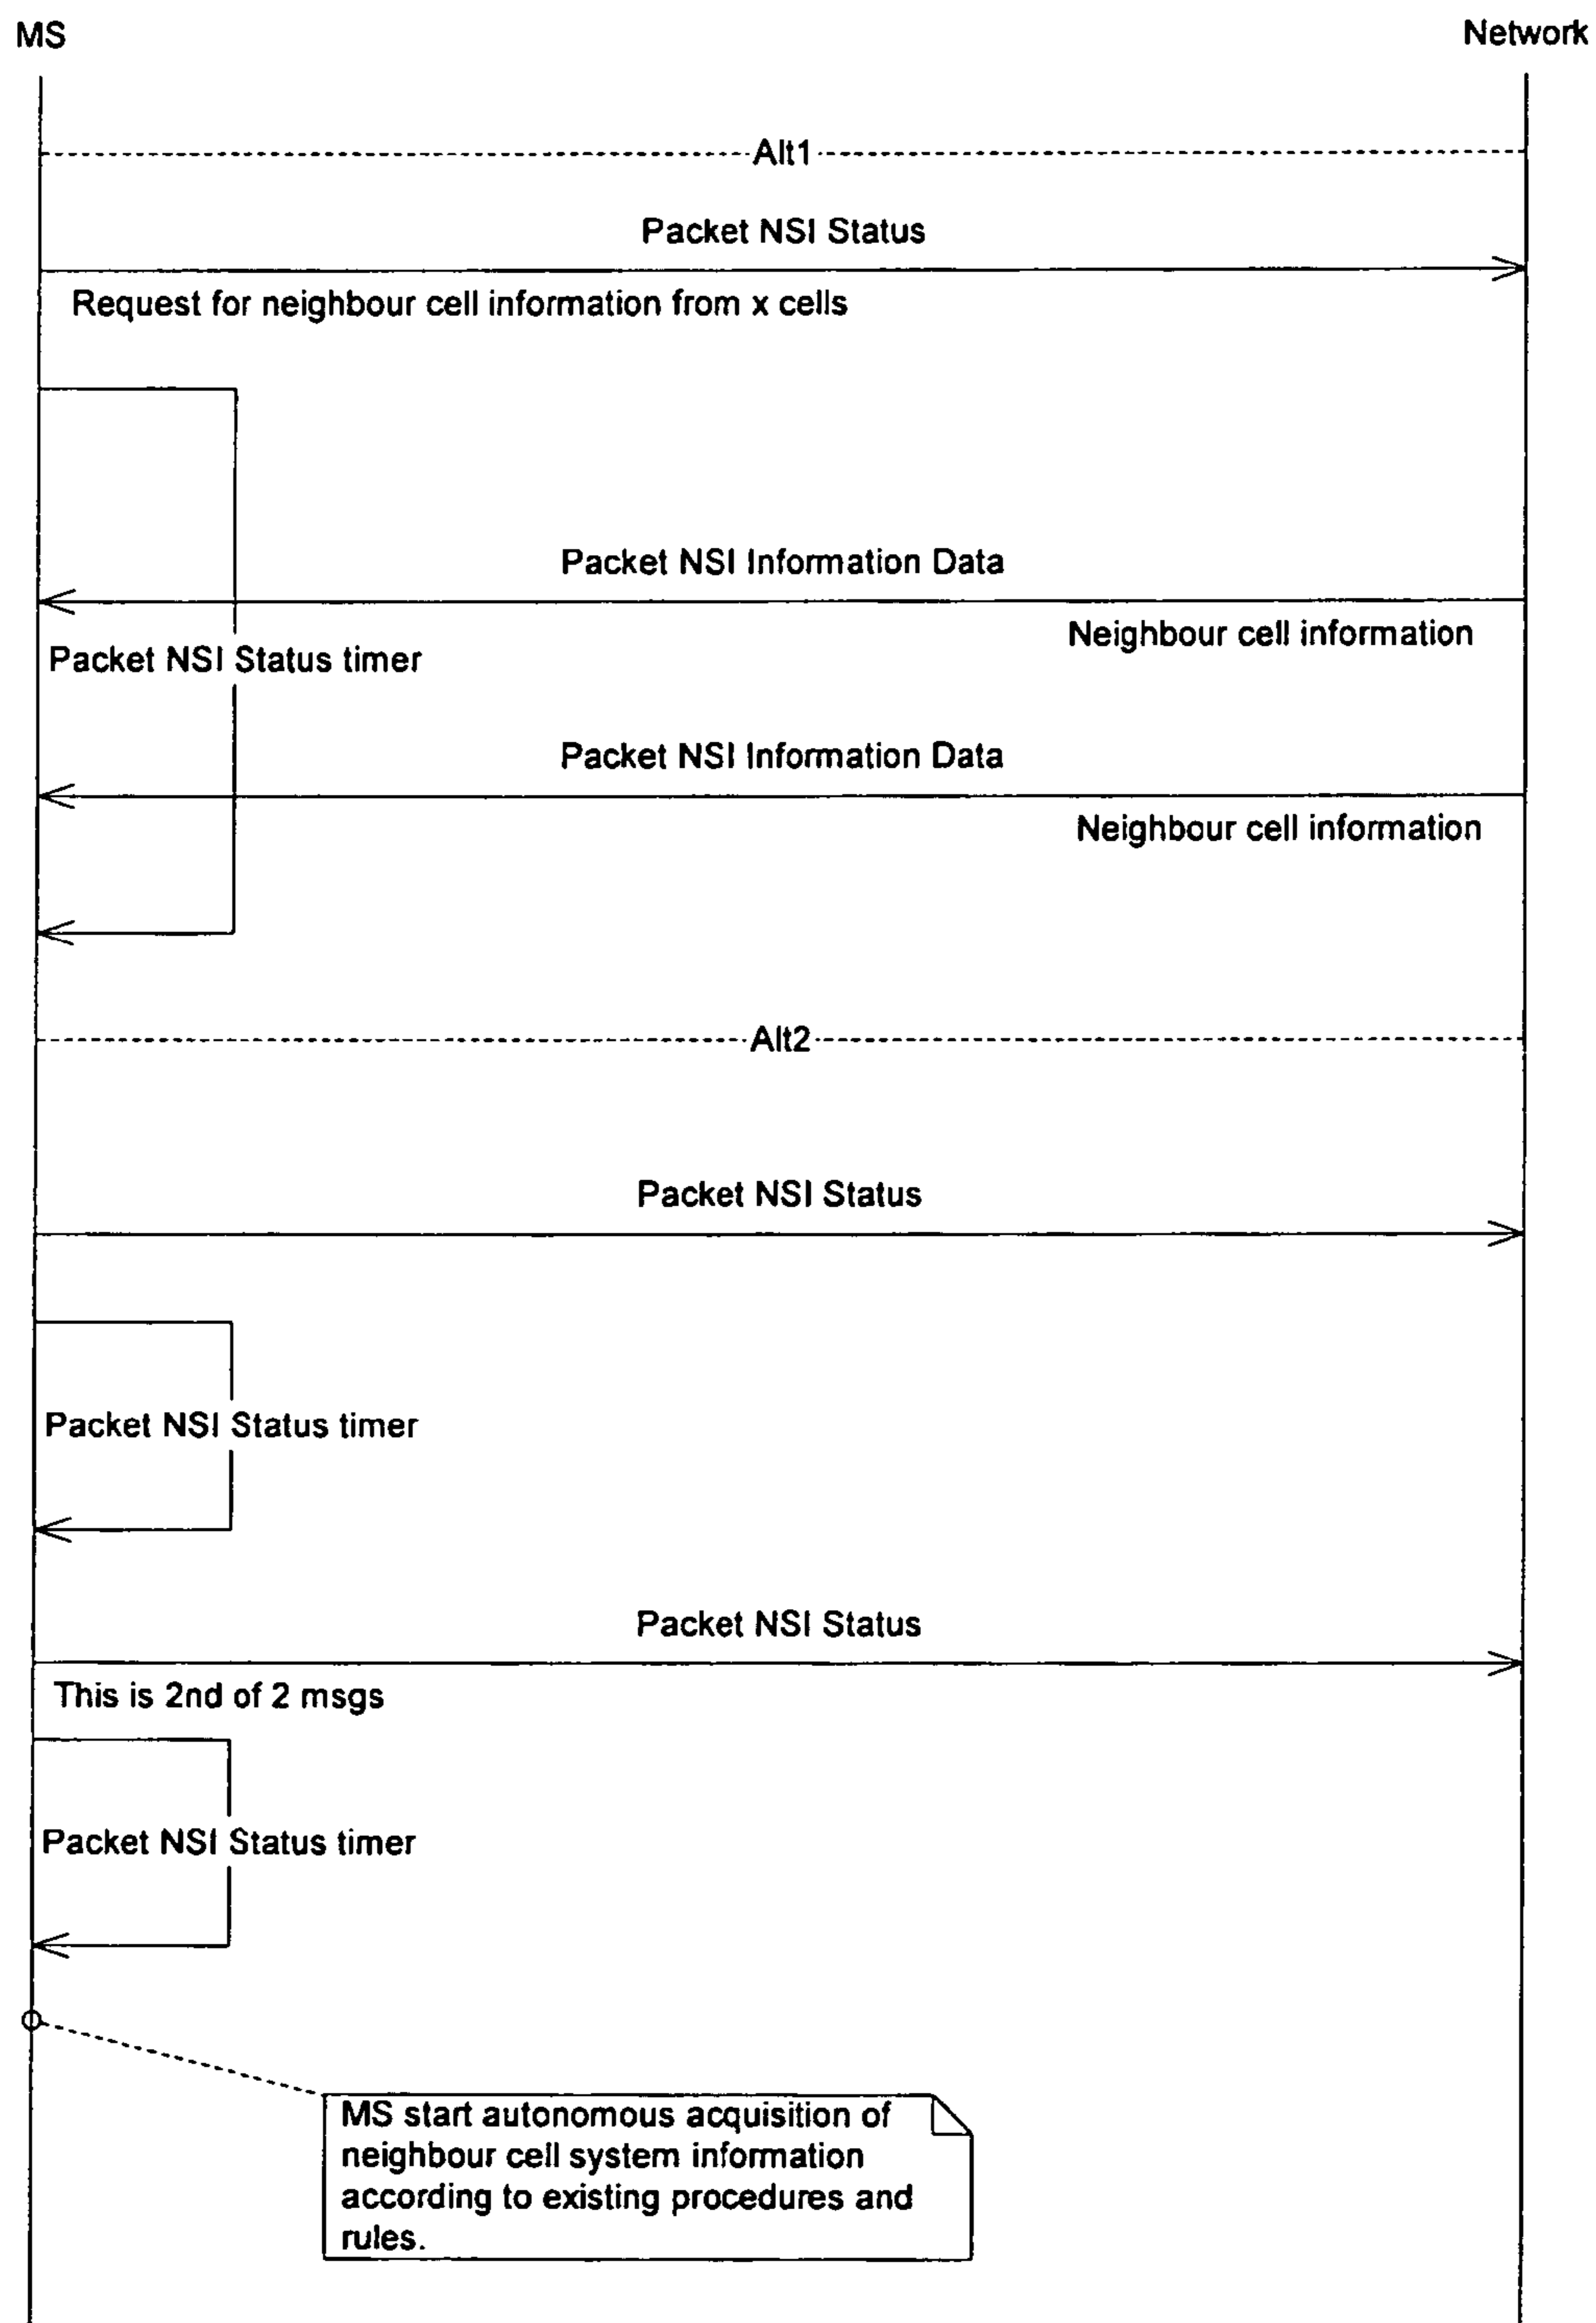 MS
Network
Alt1
Packet NSI Status
Request for neighbour cell information from x cells
Packet NSI Information Data
Neighbour cell information
Packet NSI Status timer
Packet NSI Information Data
Neighbour cell information
Alt2
Packet NSI Status
Packet NSI Status timer
Packet NSI Status
This is 2nd of 2 msgs
Packet NSI Status timer
MS start autonomous acquisition of
neighbour cell system information
according to existing procedures and
rules.